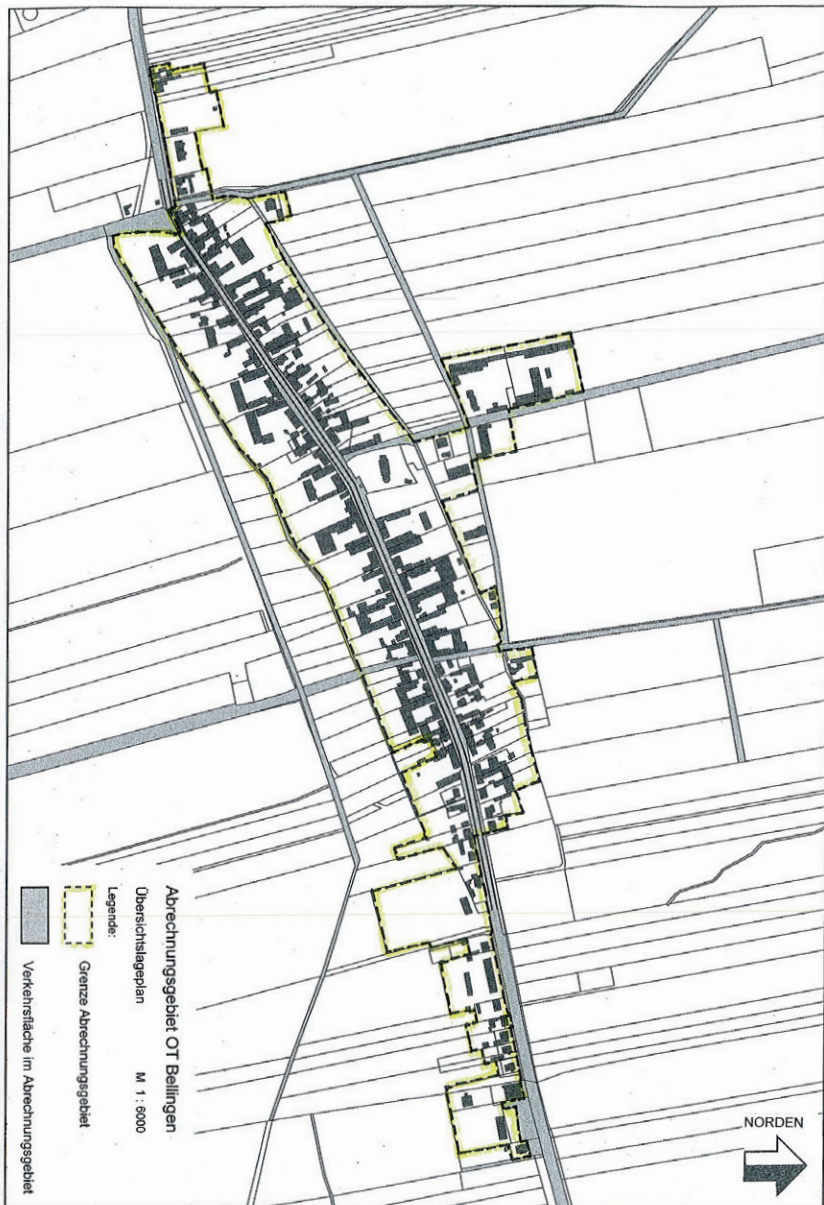 NORDEN
Abrechnungsgebiet OT Bellingen
Übersichtslageplan M 1 : 6000
Legende:
Grenze Abrechnungsgebiet
Verkehrsfläche im Abrechnungsgebiet